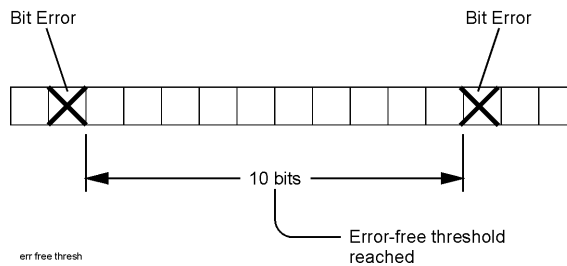 Bit Error
Bit Error
10 bits
Error-free threshold
reached
err free thresh